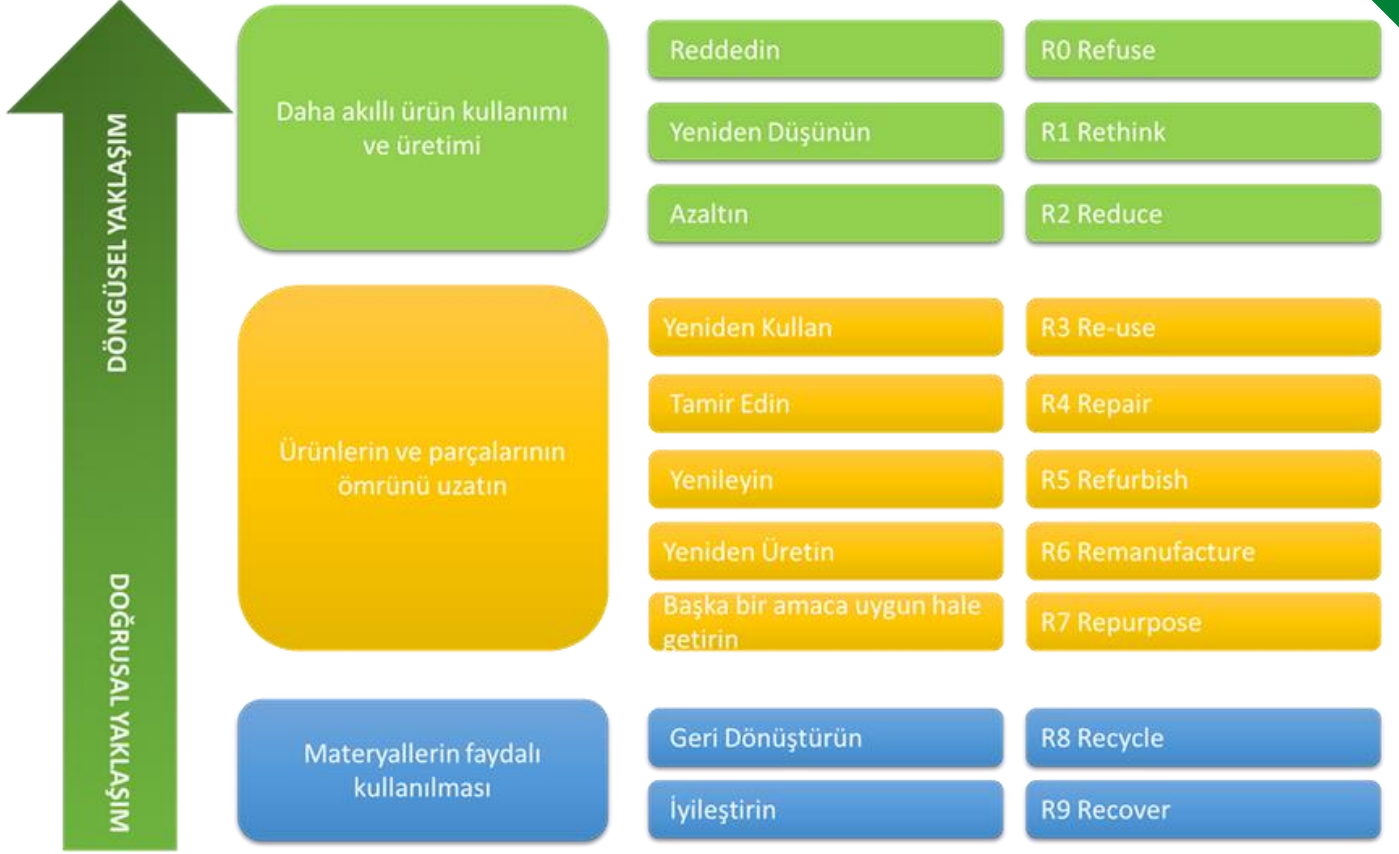 DÖNGÜSEL YAKLAŞIM
DOĞRUSAL YAKLAŞIM
Daha akıllı ürün kullanımı
ve üretimi
Reddedin
R0 Refuse
Yeniden Düşünün
R1 Rethink
Azaltın
R2 Reduce
Ürünlerin ve parçalarının
ömrünü uzatın
Yeniden Kullan
R3 Re-use
Tamir Edin
R4 Repair
Yenileyin
R5 Refurbish
Yeniden Üretin
R6 Remanufacture
Başka bir amaca uygun hale
getirin
R7 Repurpose
Materyallerin faydalı
kullanılması
Geri Dönüştürün
R8 Recycle
İyileştirin
R9 Recover